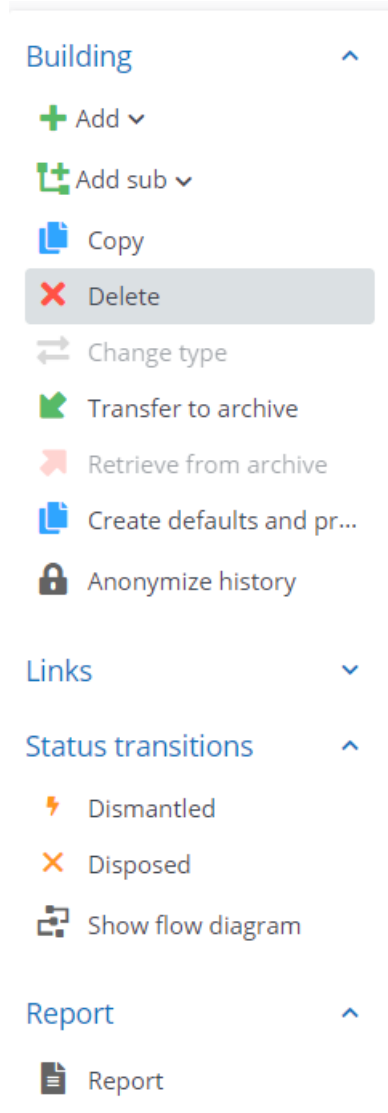 Building
Add
Add sub
Copy
Delete
Change type
Transfer to archive
Retrieve from archive
Create defaults and pr...
Anonymize history
Links
Status transitions
Dismantled
Disposed
Show flow diagram
Report
Report